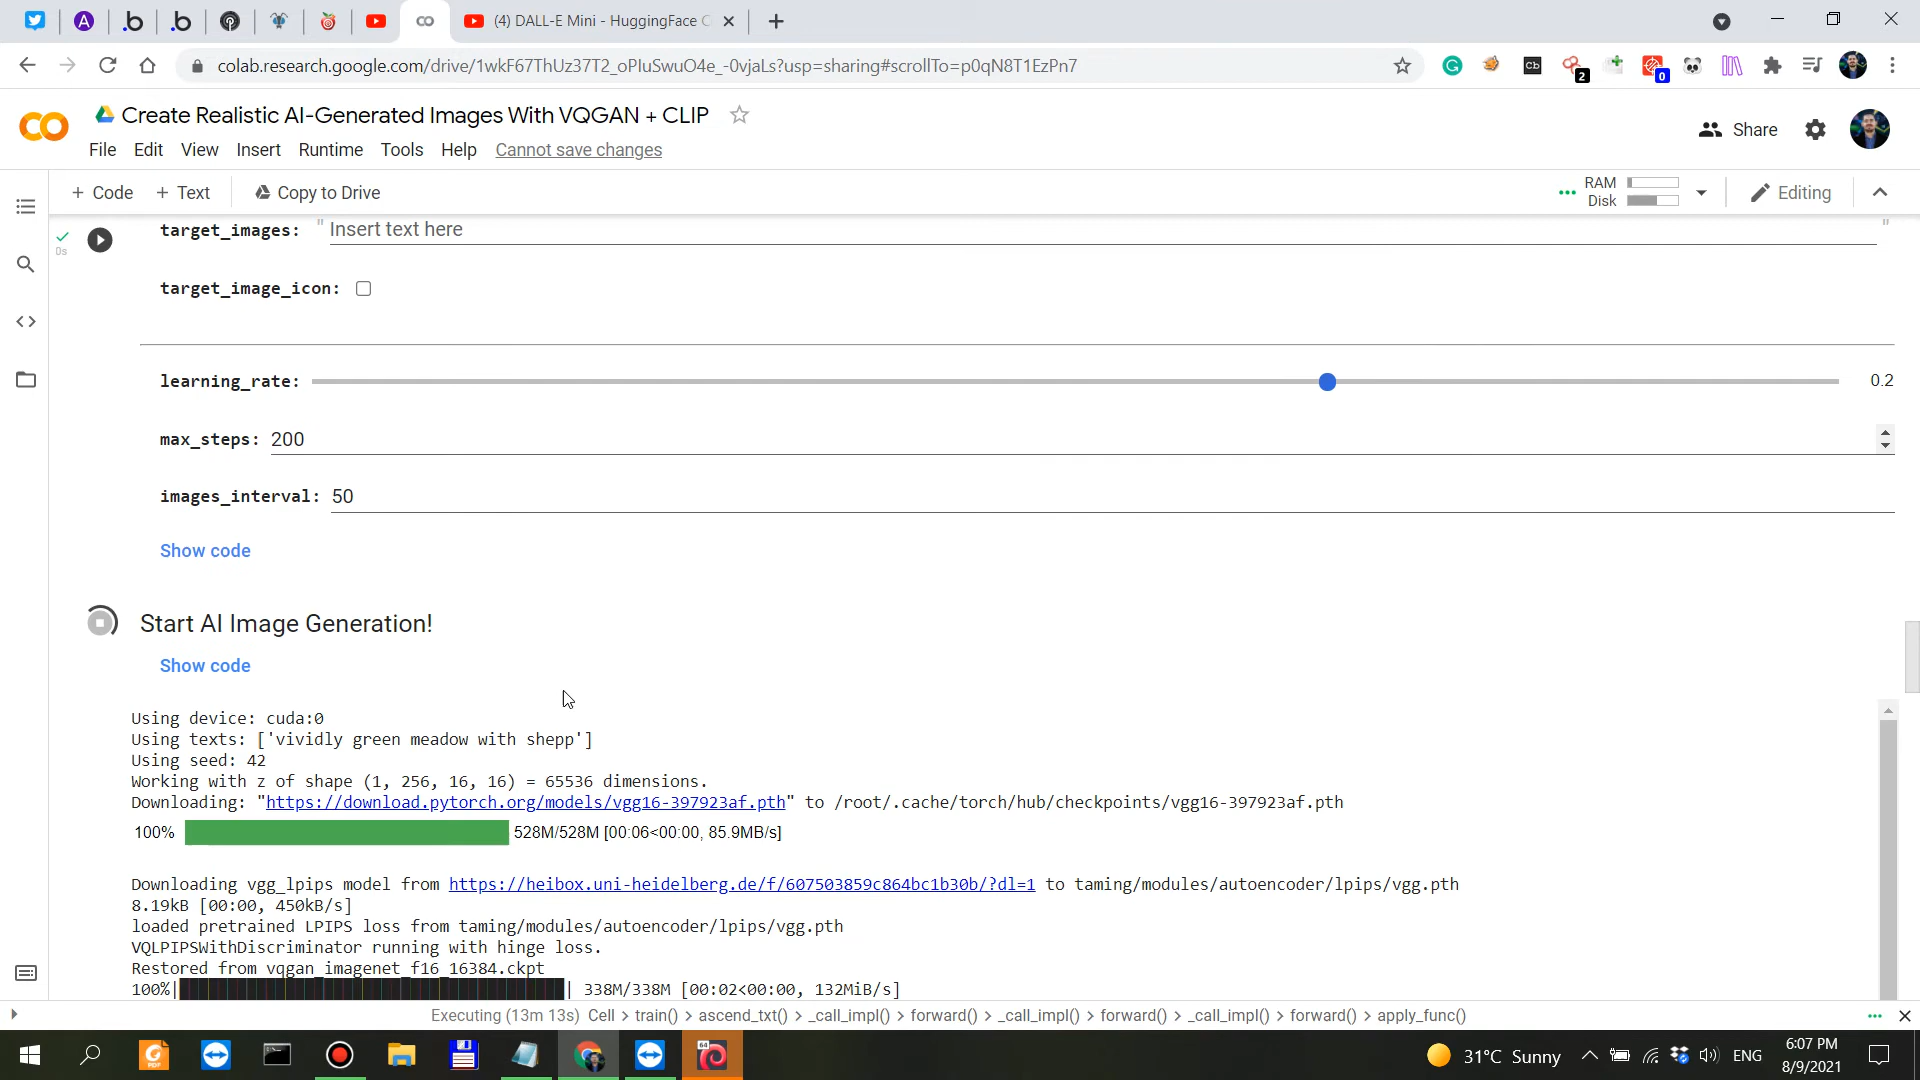 (4) DALL-E Mini - HuggingFace C
colab.research.google.com/drive/1wkF67ThUz37T2_oPIuSwuO4e_-0vjaLs?usp=sharing#scrollTo=p0qN8T1EzPn7
2
0
Create Realistic AI-Generated Images With VQGAN + CLIP
Share
File Edit View Insert Runtime Tools Help Cannot save changes
+ Code + Text Copy to Drive
RAM
Disk
Editing
0s
target_images: " Insert text here "
target_image_icon:
learning_rate: 0.2
max_steps: 200
images_interval: 50
Show code
Start AI Image Generation!
Show code
Using device: cuda:0
Using texts: ['vividly green meadow with shepp']
Using seed: 42
Working with z of shape (1, 256, 16, 16) = 65536 dimensions.
Downloading: "https://download.pytorch.org/models/vgg16-397923af.pth" to /root/.cache/torch/hub/checkpoints/vgg16-397923af.pth
100% 528M/528M [00:06<00:00, 85.9MB/s]
Downloading vgg_lpips model from https://heibox.uni-heidelberg.de/f/607503859c864bc1b30b/?dl=1 to taming/modules/autoencoder/lpips/vgg.pth
8.19kB [00:00, 450kB/s]
loaded pretrained LPIPS loss from taming/modules/autoencoder/lpips/vgg.pth
VQLPIPSWithDiscriminator running with hinge loss.
Restored from vqgan_imagenet_f16_16384.ckpt
100%| | 338M/338M [00:02<00:00, 132MiB/s]
Executing (13m 13s) Cell > train() > ascend_txt() > _call_impl() > forward() > _call_impl() > forward() > _call_impl() > forward() > apply_func()
31°C Sunny
ENG
6:07 PM
8/9/2021